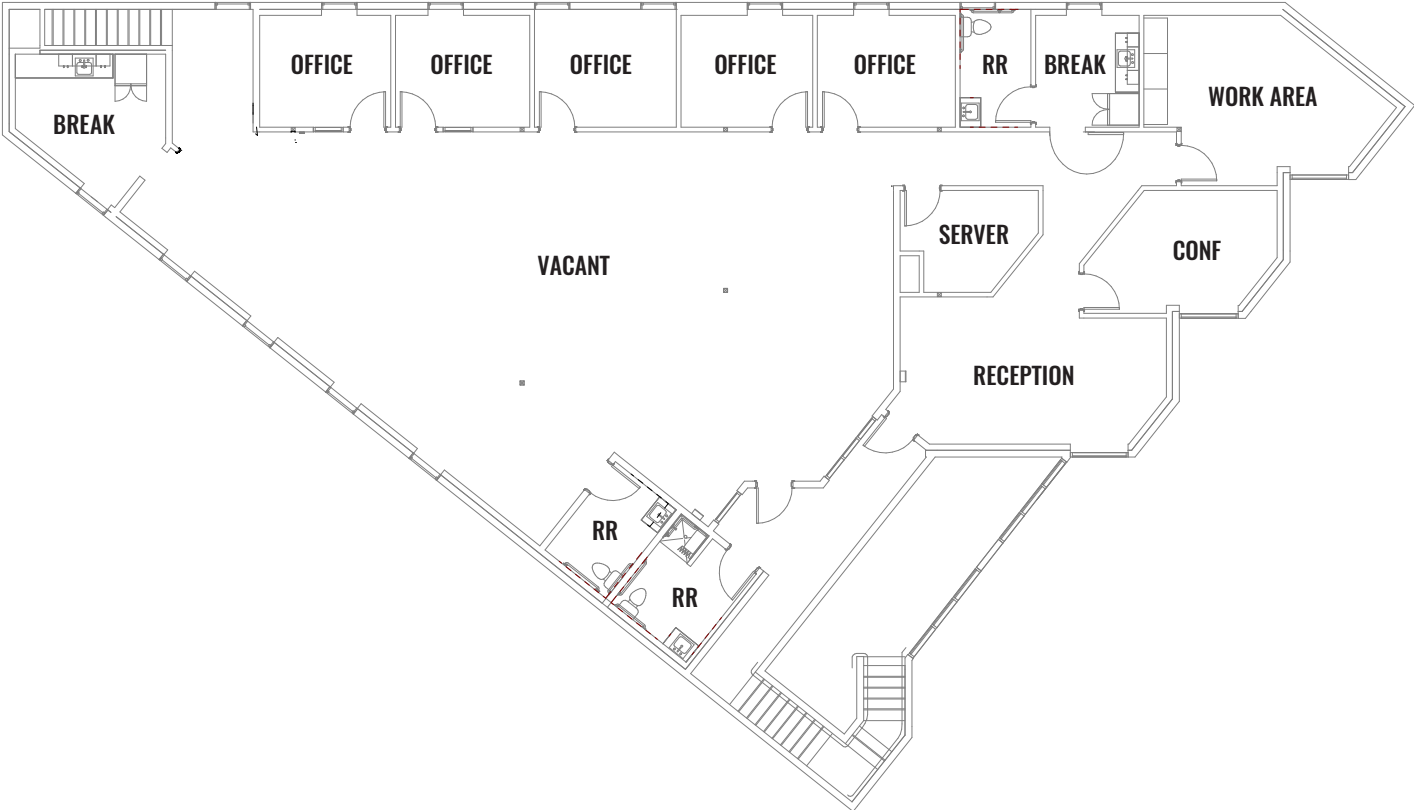 OFFICE
OFFICE
OFFICE
OFFICE
OFFICE
RR
BREAK
WORK AREA
BREAK
SERVER
CONF
VACANT
RECEPTION
RR
RR